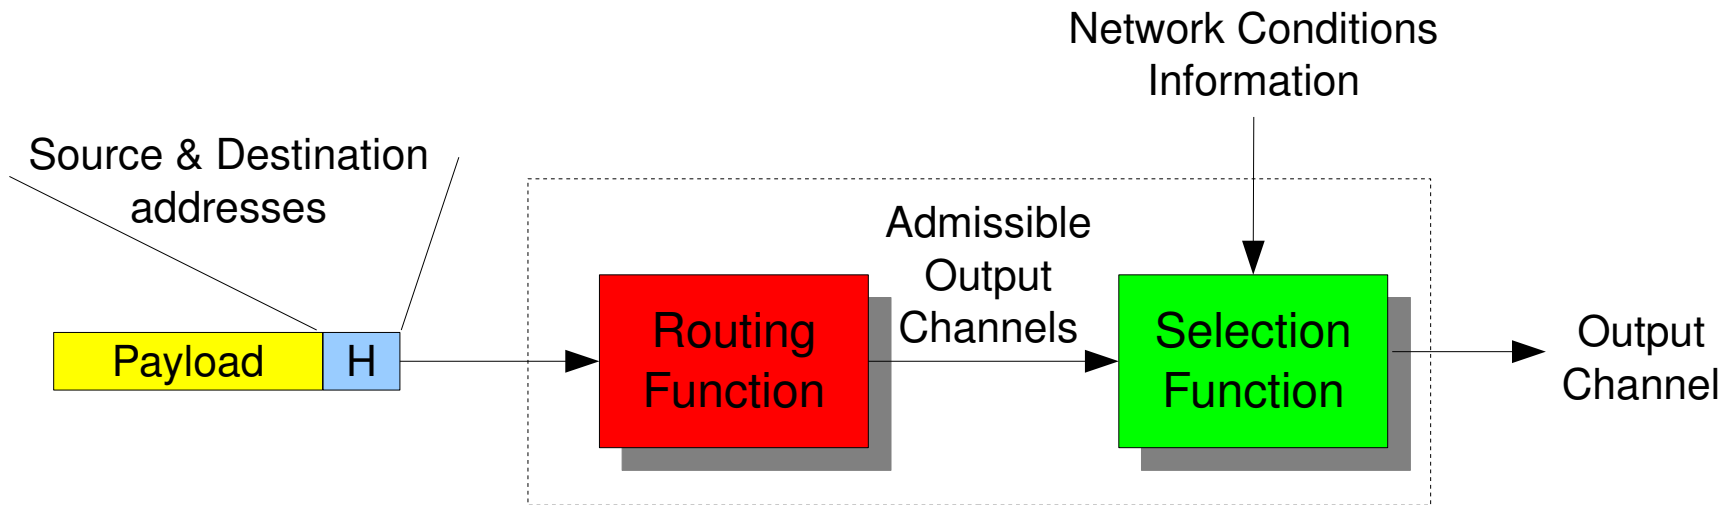 Network Conditions
Information
Source & Destination
addresses
Payload
H
Routing
Function
Admissible
Output
Channels
Selection
Function
Output
Channel